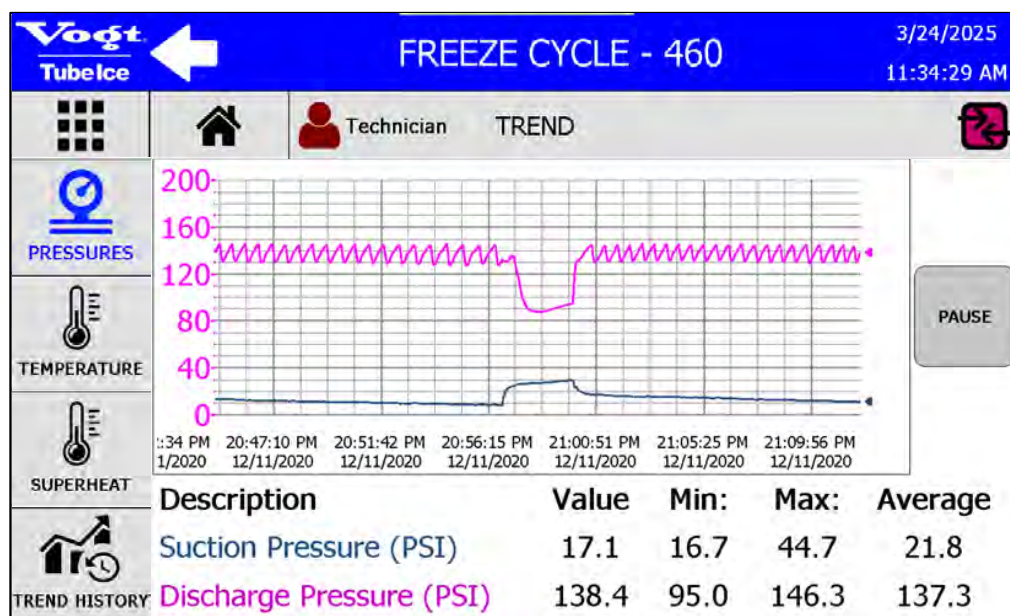 Vogt
TubeIce
FREEZE CYCLE - 460
3/24/2025
11:34:29 AM
Technician
TREND
PRESSURES
TEMPERATURE
SUPERHEAT
TREND HISTORY
200
160
120
80
40
0
:34 PM 20:47:10 PM 20:51:42 PM 20:56:15 PM 21:00:51 PM 21:05:25 PM 21:09:56 PM
1/2020 12/11/2020 12/11/2020 12/11/2020 12/11/2020 12/11/2020 12/11/2020
PAUSE
Description Value Min: Max: Average
Suction Pressure (PSI) 17.1 16.7 44.7 21.8
Discharge Pressure (PSI) 138.4 95.0 146.3 137.3